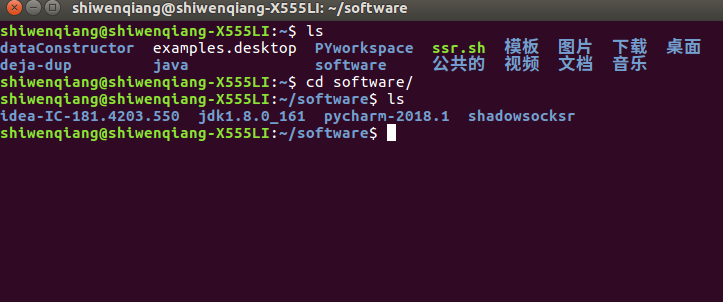 shiwenqiang@shiwenqiang-X555LI: ~/software
shiwenqiang@shiwenqiang-X555LI:~$ ls
dataConstructor examples.desktop PYworkspace ssr.sh 模板 图片 下载 桌面
deja-dup java software 公共的 视频 文档 音乐
shiwenqiang@shiwenqiang-X555LI:~$ cd software/
shiwenqiang@shiwenqiang-X555LI:~/software$ ls
idea-IC-181.4203.550 jdk1.8.0_161 pycharm-2018.1 shadowsocksr
shiwenqiang@shiwenqiang-X555LI:~/software$